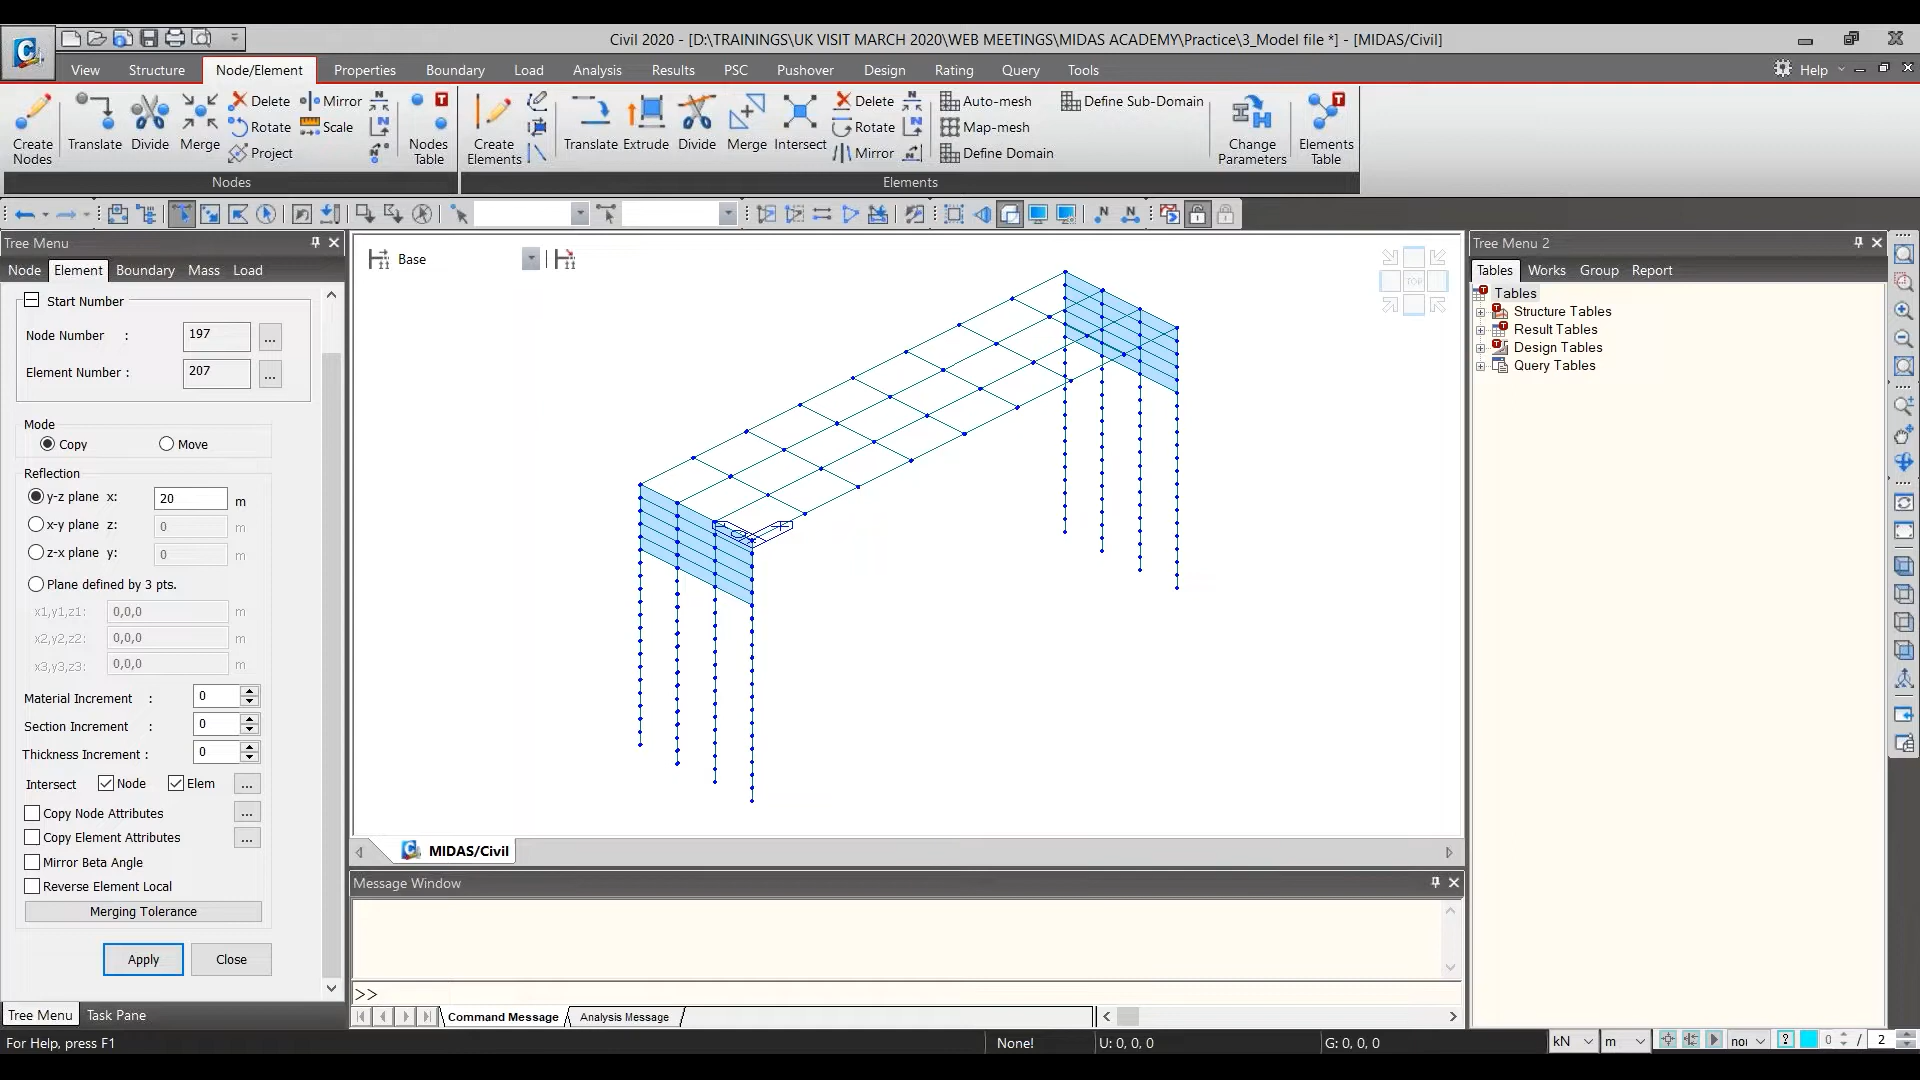 Civil 2020 - [D:\TRAININGS\UK VISIT MARCH 2020\WEB MEETINGS\MIDAS ACADEMY\Practice\3_Model file *] - [MIDAS/Civil]
View Structure Node/Element Properties Boundary Load Analysis Results PSC Pushover Design Rating Query Tools Help
Create Nodes Translate Divide Merge Delete Mirror Rotate Scale Project Nodes Table
Create Elements Translate Extrude Divide Merge Intersect Delete Rotate Mirror Auto-mesh Map-mesh Define Domain Define Sub-Domain Change Parameters Elements Table
Nodes Elements
Tree Menu
Node Element Boundary Mass Load
Start Number
Node Number : 197 ...
Element Number : 207 ...
Mode
Copy Move
Reflection
y-z plane x: 20 m
x-y plane z: 0 m
z-x plane y: 0 m
Plane defined by 3 pts.
x1,y1,z1: 0,0,0 m
x2,y2,z2: 0,0,0 m
x3,y3,z3: 0,0,0 m
Material Increment : 0
Section Increment : 0
Thickness Increment : 0
Intersect Node Elem ...
Copy Node Attributes ...
Copy Element Attributes ...
Mirror Beta Angle
Reverse Element Local
Merging Tolerance
Apply Close
Tree Menu Task Pane
Base
TOP
MIDAS/Civil
Message Window
>>
Command Message Analysis Message
Tree Menu 2
Tables Works Group Report
Tables
Structure Tables
Result Tables
Design Tables
Query Tables
For Help, press F1 None! U: 0, 0, 0 G: 0, 0, 0 kN m 0 / 2